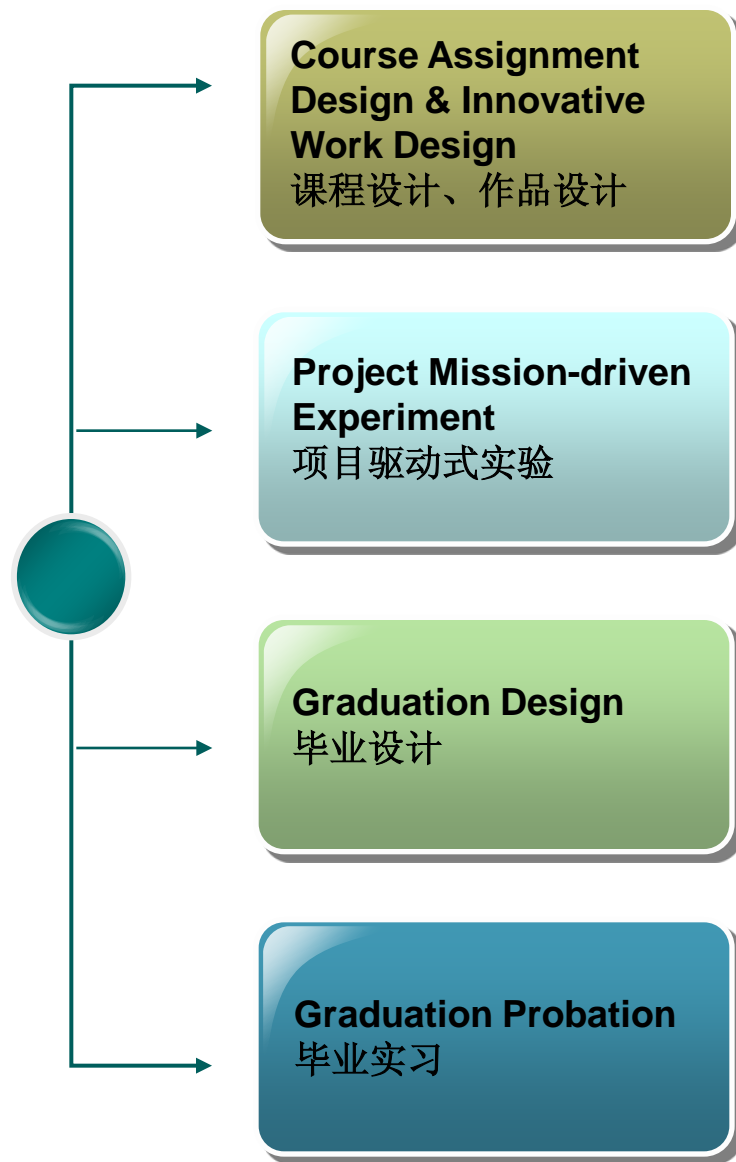 Course Assignment
Design & Innovative
Work Design
课程设计、作品设计
Project Mission-driven
Experiment
项目驱动式实验
Graduation Design
毕业设计
Graduation Probation
毕业实习